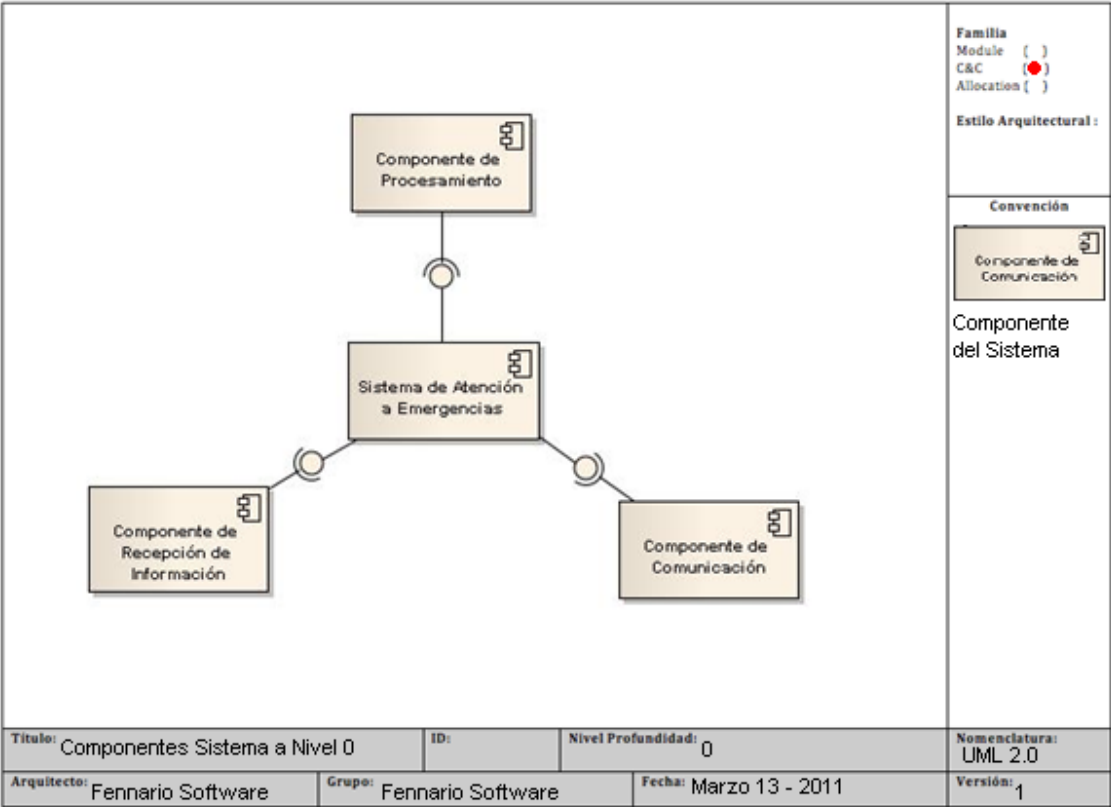 Componente de
Procesamiento
Sistema de Atención
a Emergencias
Componente de
Recepción de
Información
Componente de
Comunicación
Familia
Module ( )
C&C ( )
Allocation ( )
Estilo Arquitectural :
Convención
Componente de
Comunicación
Componente
del Sistema
Título: Componentes Sistema a Nivel 0
ID:
Nivel Profundidad: 0
Nomenclatura:
UML 2.0
Arquitecto: Fennario Software
Grupo: Fennario Software
Fecha: Marzo 13 - 2011
Versión: 1